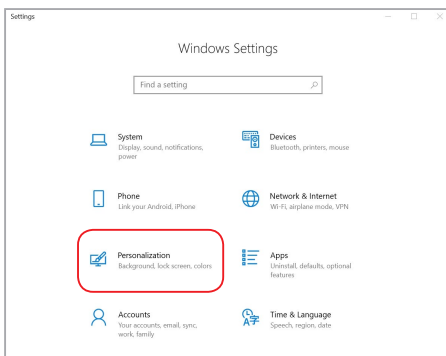 Settings
Windows Settings
Find a setting
System
Display, sound, notifications,
power
Devices
Bluetooth, printers, mouse
Phone
Link your Android, iPhone
Network & Internet
Wi-Fi, airplane mode, VPN
Personalization
Background, lock screen, colors
Apps
Uninstall, defaults, optional
features
Accounts
Your accounts, email, sync,
work, family
Time & Language
Speech, region, date